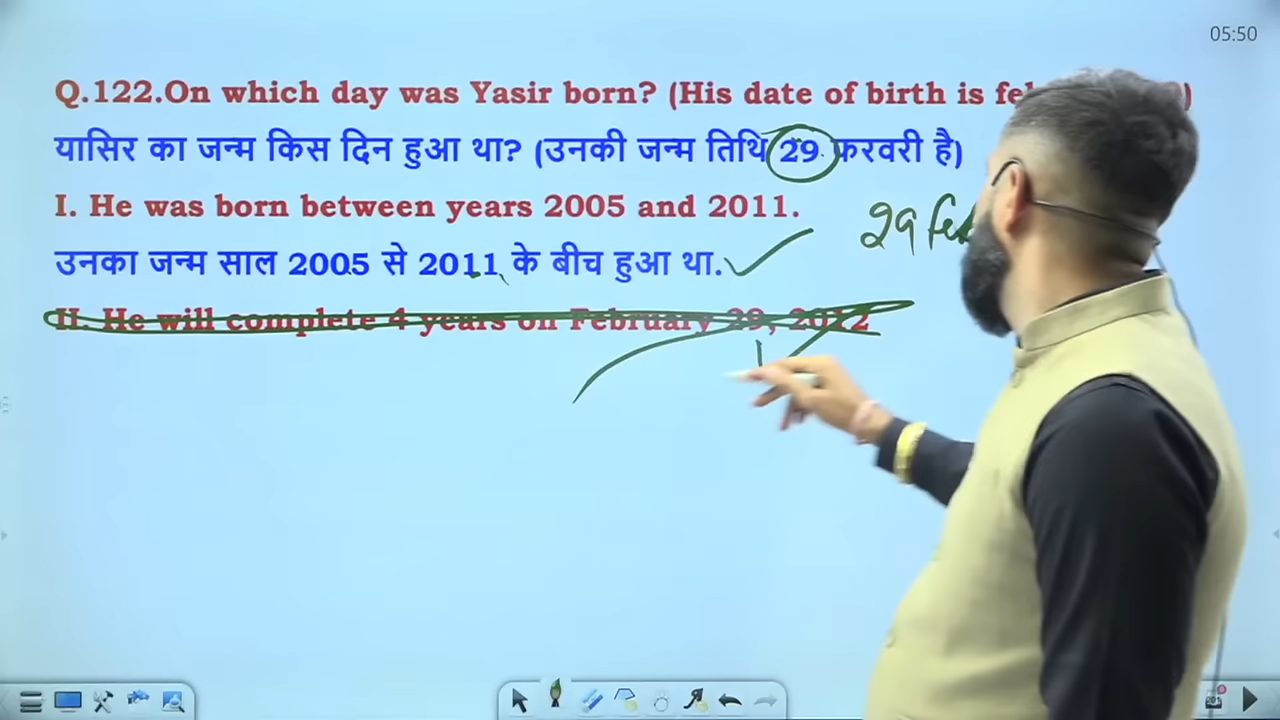 05:50
Q.122.On which day was Yasir born? (His date of birth is fe
यासिर का जन्म किस दिन हुआ था? (उनकी जन्म तिथि 29 फरवरी है)
I. He was born between years 2005 and 2011.
29 feb
उनका जन्म साल 2005 से 2011 के बीच हुआ था.
II. He will complete 4 years on February 29, 2012